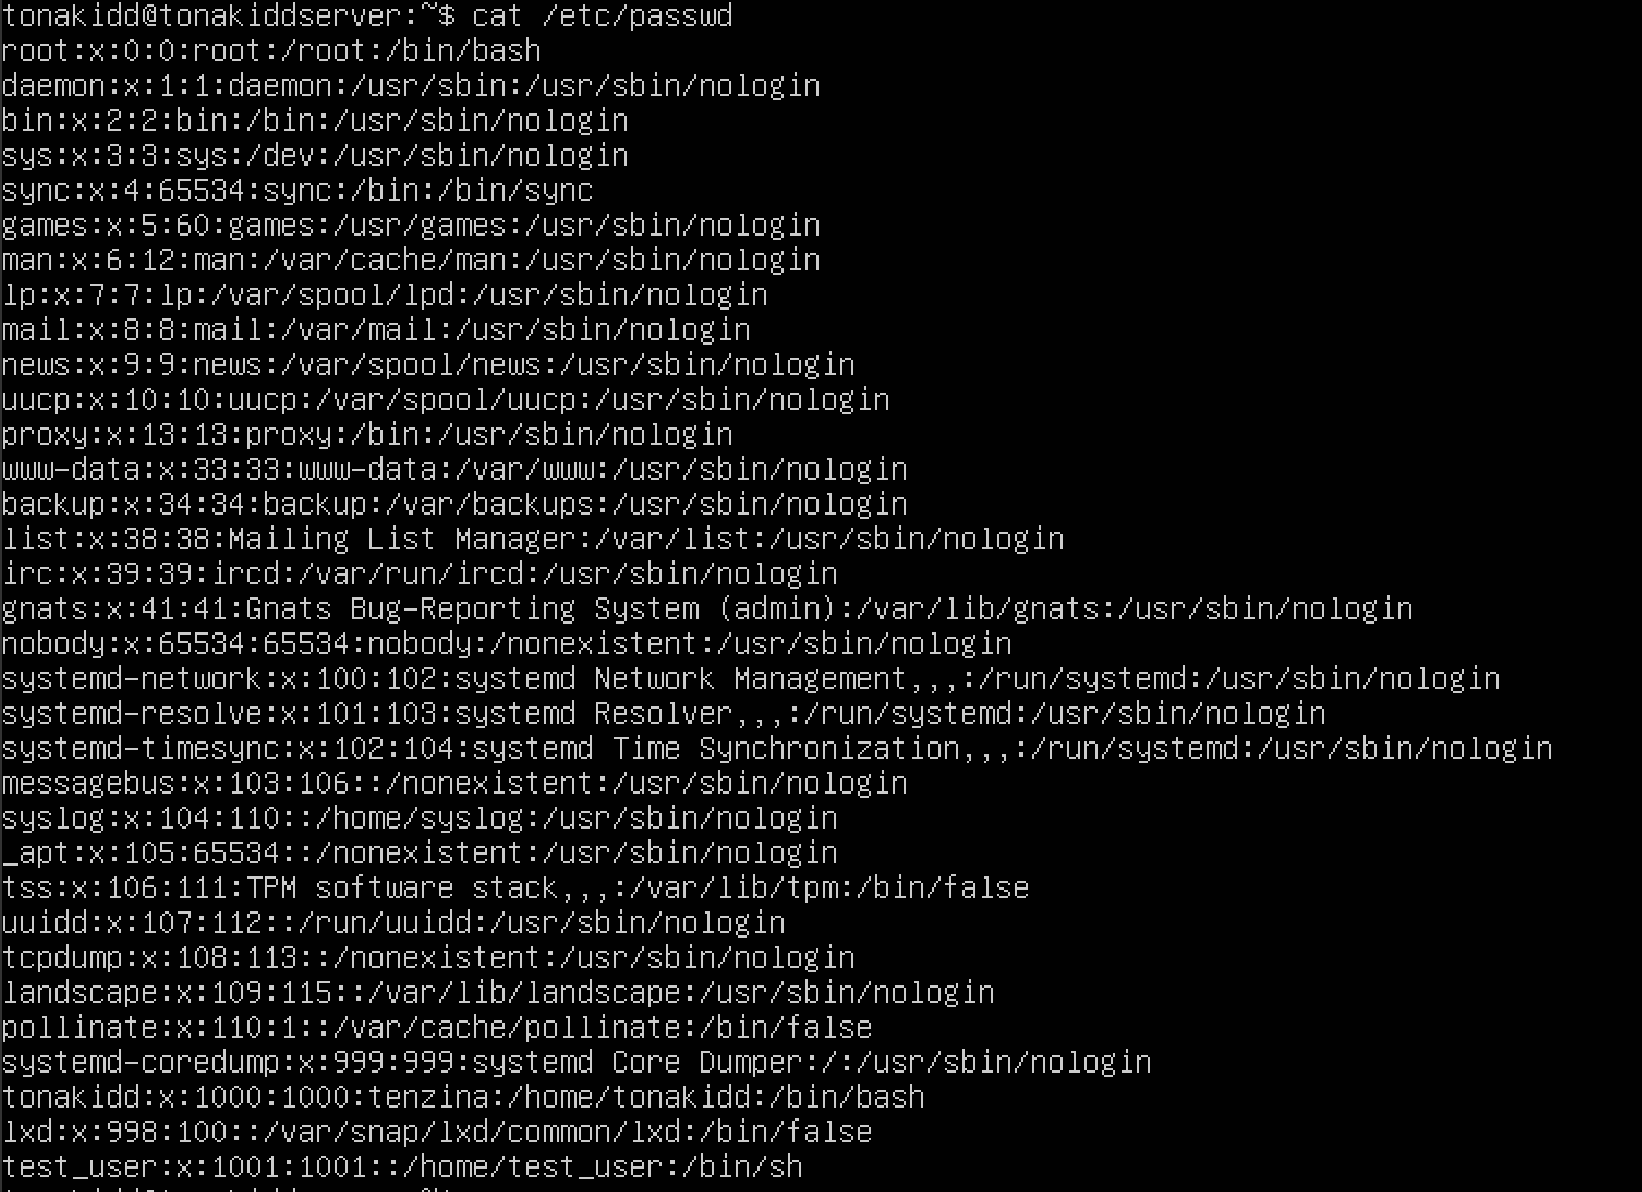 tonakidd@tonakiddserver:~$ cat /etc/passwd
root:x:0:0:root:/root:/bin/bash
daemon:x:1:1:daemon:/usr/sbin:/usr/sbin/nologin
bin:x:2:2:bin:/bin:/usr/sbin/nologin
sys:x:3:3:sys:/dev:/usr/sbin/nologin
sync:x:4:65534:sync:/bin:/bin/sync
games:x:5:60:games:/usr/games:/usr/sbin/nologin
man:x:6:12:man:/var/cache/man:/usr/sbin/nologin
lp:x:7:7:lp:/var/spool/lpd:/usr/sbin/nologin
mail:x:8:8:mail:/var/mail:/usr/sbin/nologin
news:x:9:9:news:/var/spool/news:/usr/sbin/nologin
uucp:x:10:10:uucp:/var/spool/uucp:/usr/sbin/nologin
proxy:x:13:13:proxy:/bin:/usr/sbin/nologin
www-data:x:33:33:www-data:/var/www:/usr/sbin/nologin
backup:x:34:34:backup:/var/backups:/usr/sbin/nologin
list:x:38:38:Mailing List Manager:/var/list:/usr/sbin/nologin
irc:x:39:39:ircd:/var/run/ircd:/usr/sbin/nologin
gnats:x:41:41:Gnats Bug-Reporting System (admin):/var/lib/gnats:/usr/sbin/nologin
nobody:x:65534:65534:nobody:/nonexistent:/usr/sbin/nologin
systemd-network:x:100:102:systemd Network Management,,,:/run/systemd:/usr/sbin/nologin
systemd-resolve:x:101:103:systemd Resolver,,,:/run/systemd:/usr/sbin/nologin
systemd-timesync:x:102:104:systemd Time Synchronization,,,:/run/systemd:/usr/sbin/nologin
messagebus:x:103:106::/nonexistent:/usr/sbin/nologin
syslog:x:104:110::/home/syslog:/usr/sbin/nologin
_apt:x:105:65534::/nonexistent:/usr/sbin/nologin
tss:x:106:111:TPM software stack,,,:/var/lib/tpm:/bin/false
uuidd:x:107:112::/run/uuidd:/usr/sbin/nologin
tcpdump:x:108:113::/nonexistent:/usr/sbin/nologin
landscape:x:109:115::/var/lib/landscape:/usr/sbin/nologin
pollinate:x:110:1::/var/cache/pollinate:/bin/false
systemd-coredump:x:999:999:systemd Core Dumper:/:/usr/sbin/nologin
tonakidd:x:1000:1000:tenzina:/home/tonakidd:/bin/bash
lxd:x:998:100::/var/snap/lxd/common/lxd:/bin/false
test_user:x:1001:1001::/home/test_user:/bin/sh